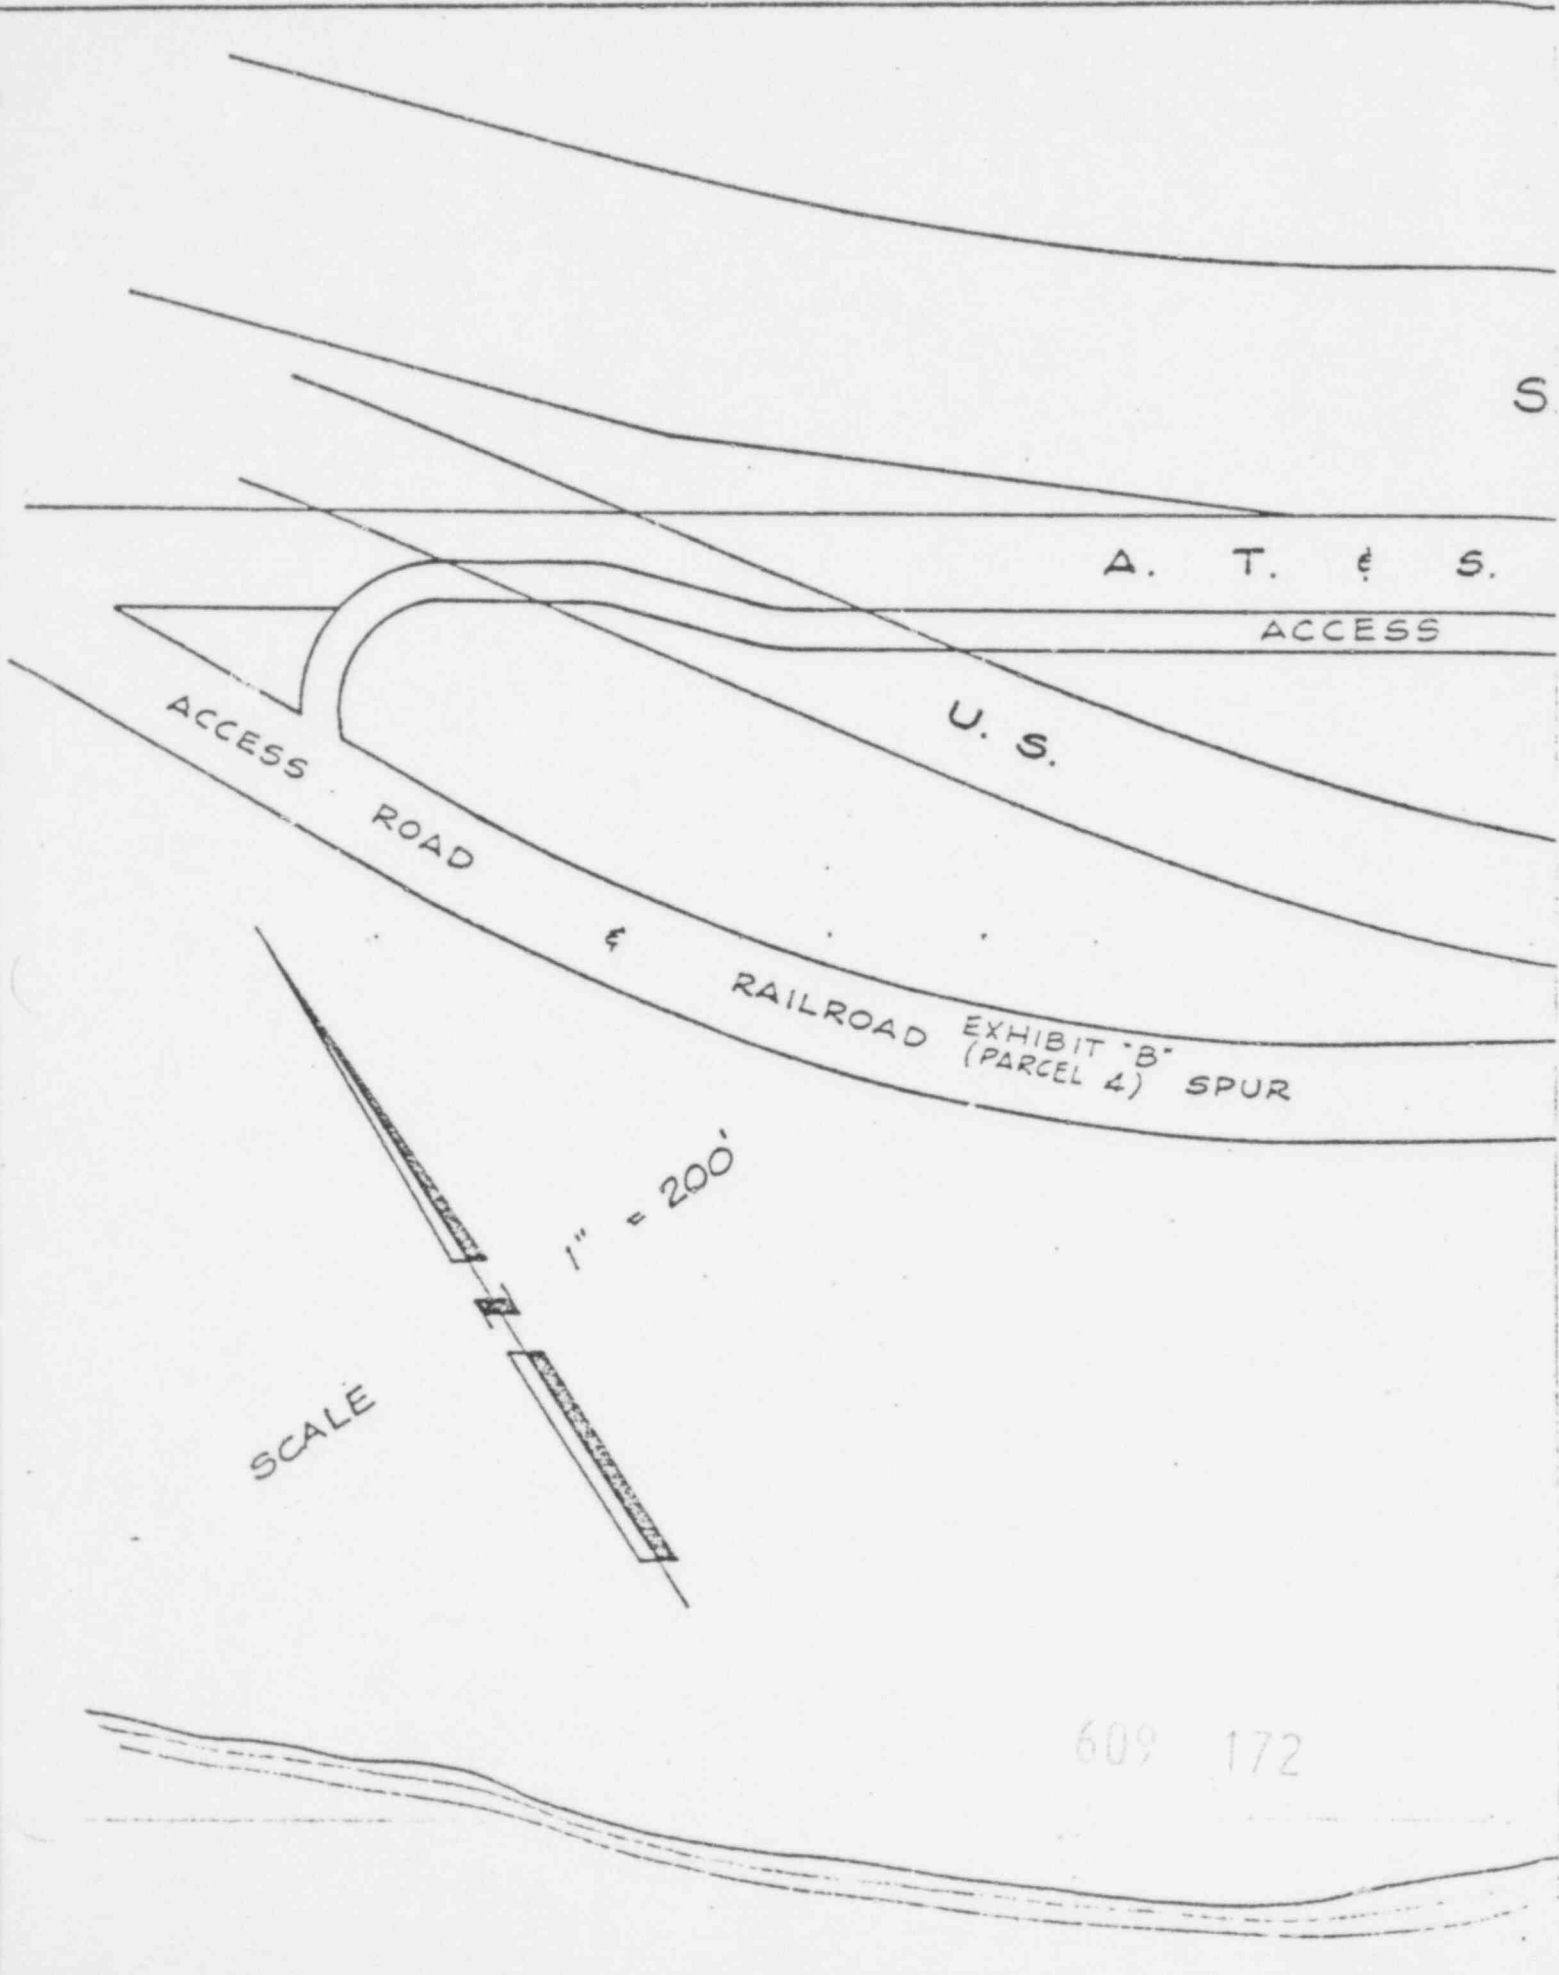 S
A. T. & S.
ACCESS
U. S.
ACCESS ROAD & RAILROAD SPUR
EXHIBIT "B"
(PARCEL 4)
1" = 200'
N
SCALE
609 172